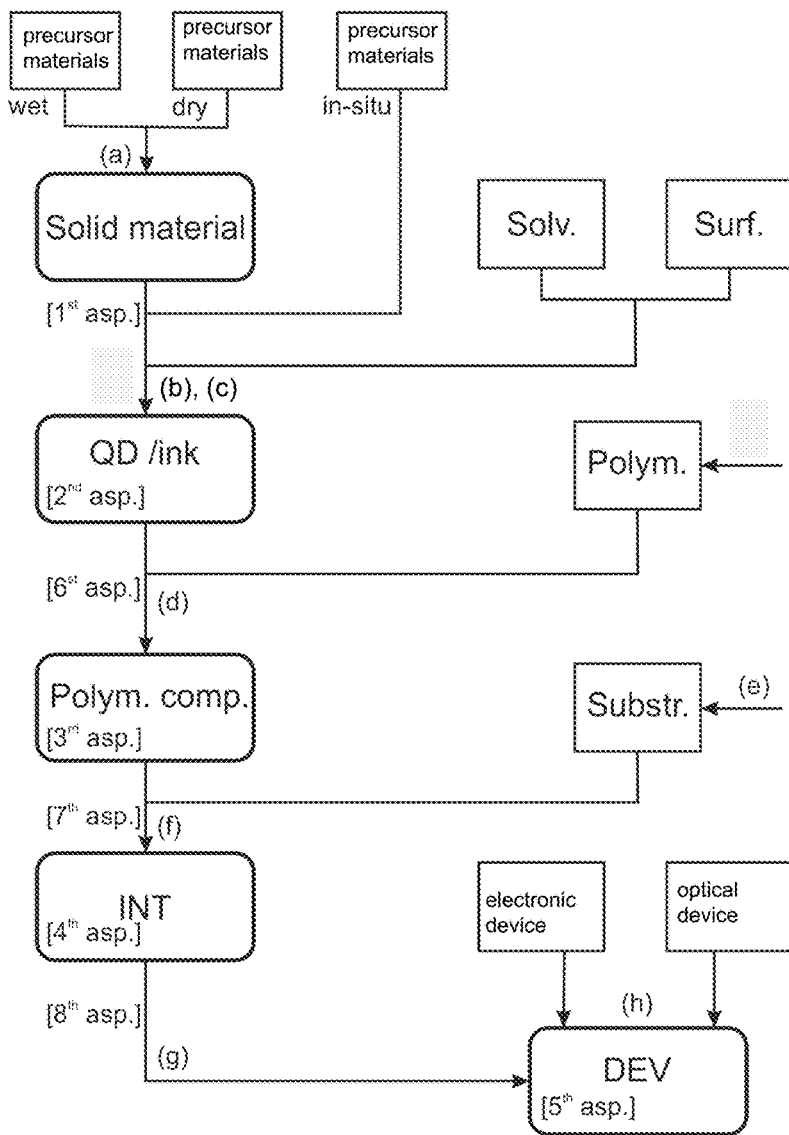 precursor
materials
precursor
materials
precursor
materials
wet
dry
in-situ
(a)
Solid material
Solv.
Surf.
[1st asp.]
(b), (c)
QD /ink
[2nd asp.]
Polym.
[6st asp.]
(d)
Polym. comp.
[3rd asp.]
Substr.
(e)
[7th asp.]
(f)
INT
[4th asp.]
electronic
device
optical
device
[8th asp.]
(g)
(h)
DEV
[5th asp.]